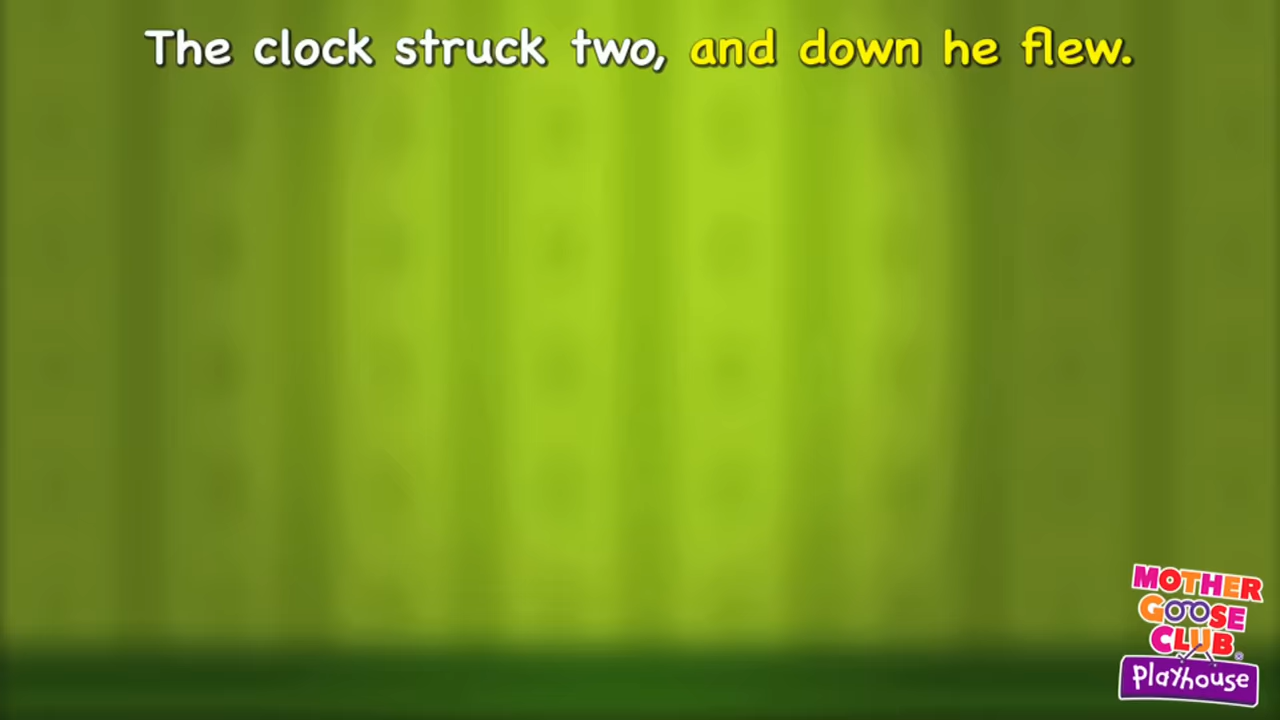 The clock struck two, and down he flew.
MOTHER
GOOSE
CLUB
Playhouse